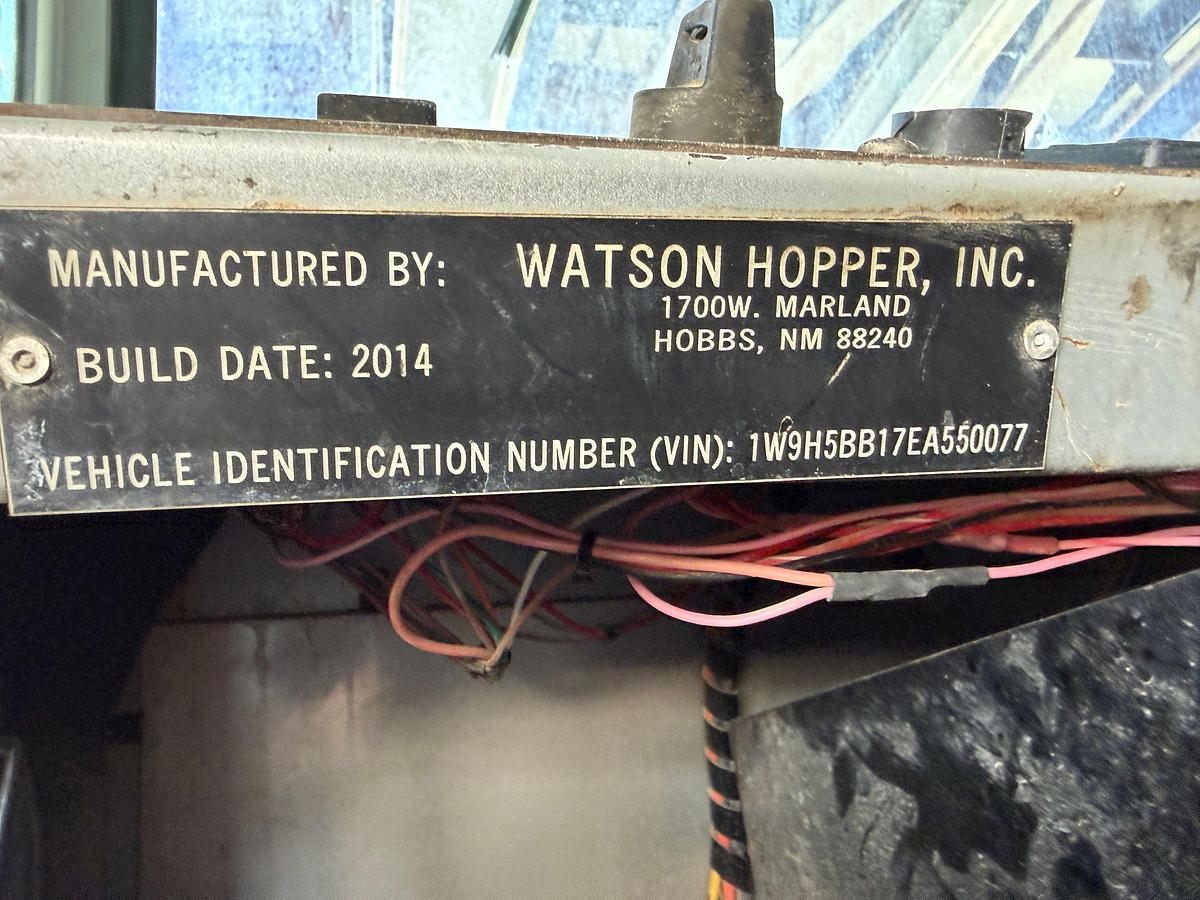 MANUFACTURED BY: WATSON HOPPER, INC.
1700W. MARLAND
HOBBS, NM 88240
BUILD DATE: 2014
VEHICLE IDENTIFICATION NUMBER (VIN): 1W9H5BB17EA550077